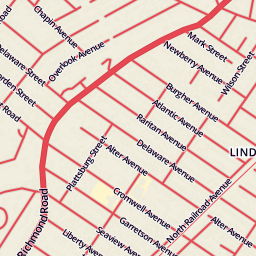 Chapin Avenue
Overlook Avenue
Delaware Street
Mark Street
Newberry Avenue
Wilson Street
Burgher Avenue
Atlantic Avenue
Raritan Avenue
Delaware Avenue
Alter Avenue
Plattsburg Street
LIND
Cromwell Avenue
Garretson Avenue
North Railroad Avenue
Alter Avenue
Seaview Avenue
Liberty Avenue
Richmond Road